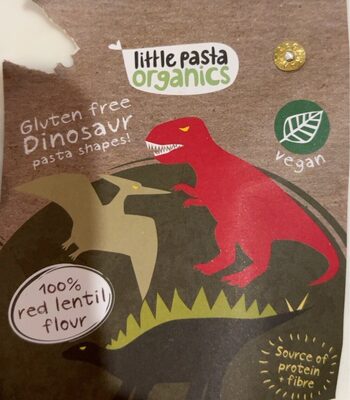 little pasta
organics
Gluten free
Dinosaur
pasta shapes!
vegan
100%
red lentil
flour
Source of
protein
+ fibre